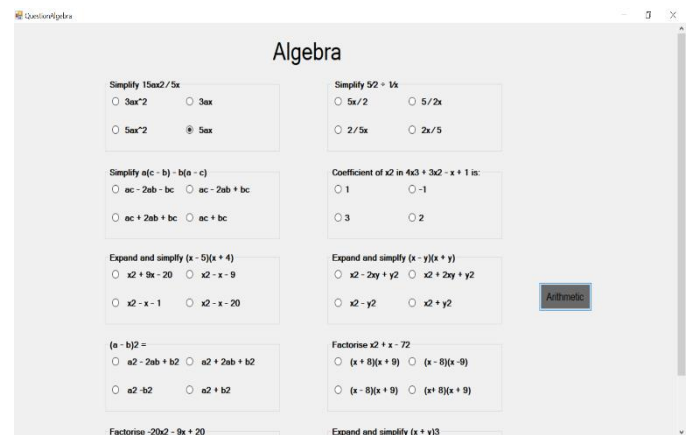 QuestionAlgebra
Algebra
Simplify 15ax2/5x
3ax^2 3ax
5ax^2 5ax
Simplify 5⁄2 ÷ 1⁄x
5x/2 5/2x
2/5x 2x/5
Simplify a(c - b) - b(a - c)
ac - 2ab - bc ac - 2ab + bc
ac + 2ab + bc ac + bc
Coefficient of x2 in 4x3 + 3x2 - x + 1 is:
1 -1
3 2
Expand and simplfy (x - 5)(x + 4)
x2 + 9x - 20 x2 - x - 9
x2 - x - 1 x2 - x - 20
Expand and simplfy (x - y)(x + y)
x2 - 2xy + y2 x2 + 2xy + y2
x2 - y2 x2 + y2
Arithmetic
(a - b)2 =
a2 - 2ab + b2 a2 + 2ab + b2
a2 -b2 a2 + b2
Factorise x2 + x - 72
(x + 8)(x + 9) (x - 8)(x -9)
(x - 8)(x + 9) (x+ 8)(x + 9)
Factorise -20x2 - 9x + 20
Expand and simplify (x + y)3